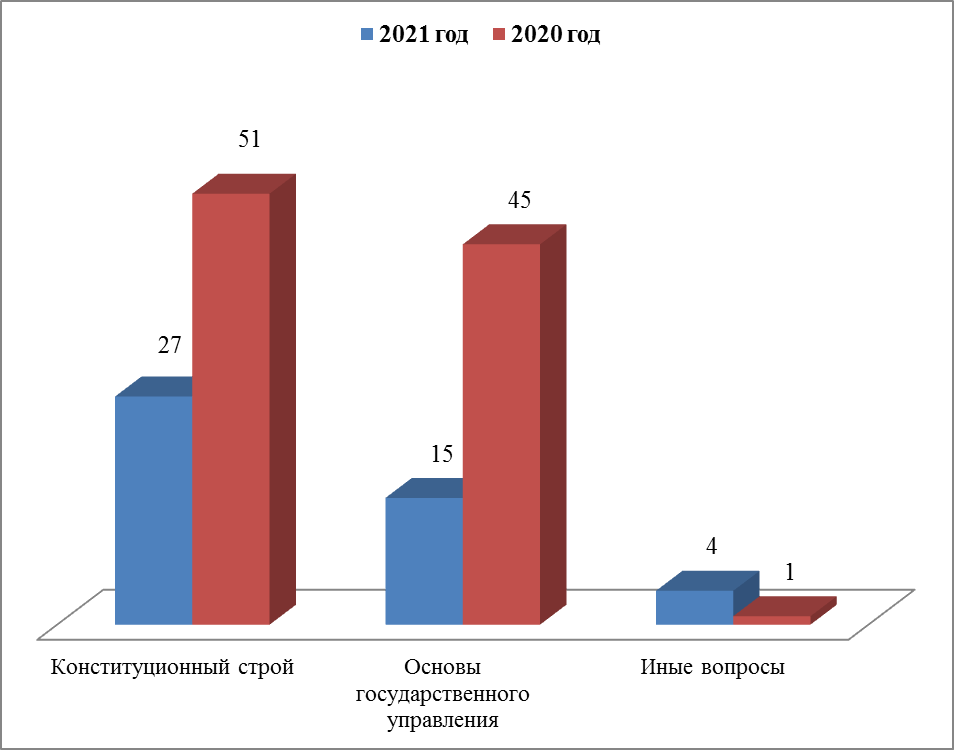 2021 год 2020 год
51
45
27
15
4
1
Конституционный строй
Основы
государственного
управления
Иные вопросы